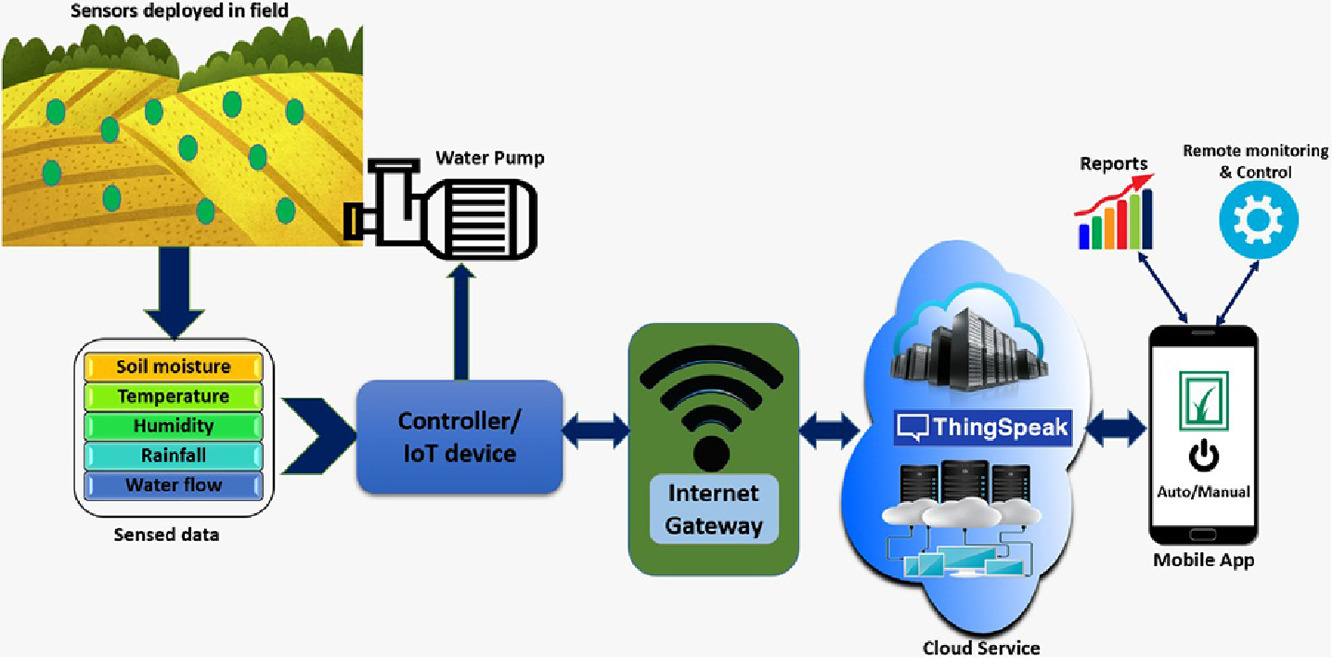 Sensors deployed in field
Water Pump
Reports
Remote monitoring
& Control
Soil moisture
Temperature
Humidity
Rainfall
Water flow
Sensed data
Controller/
IoT device
Internet
Gateway
ThingSpeak
Cloud Service
Auto/Manual
Mobile App